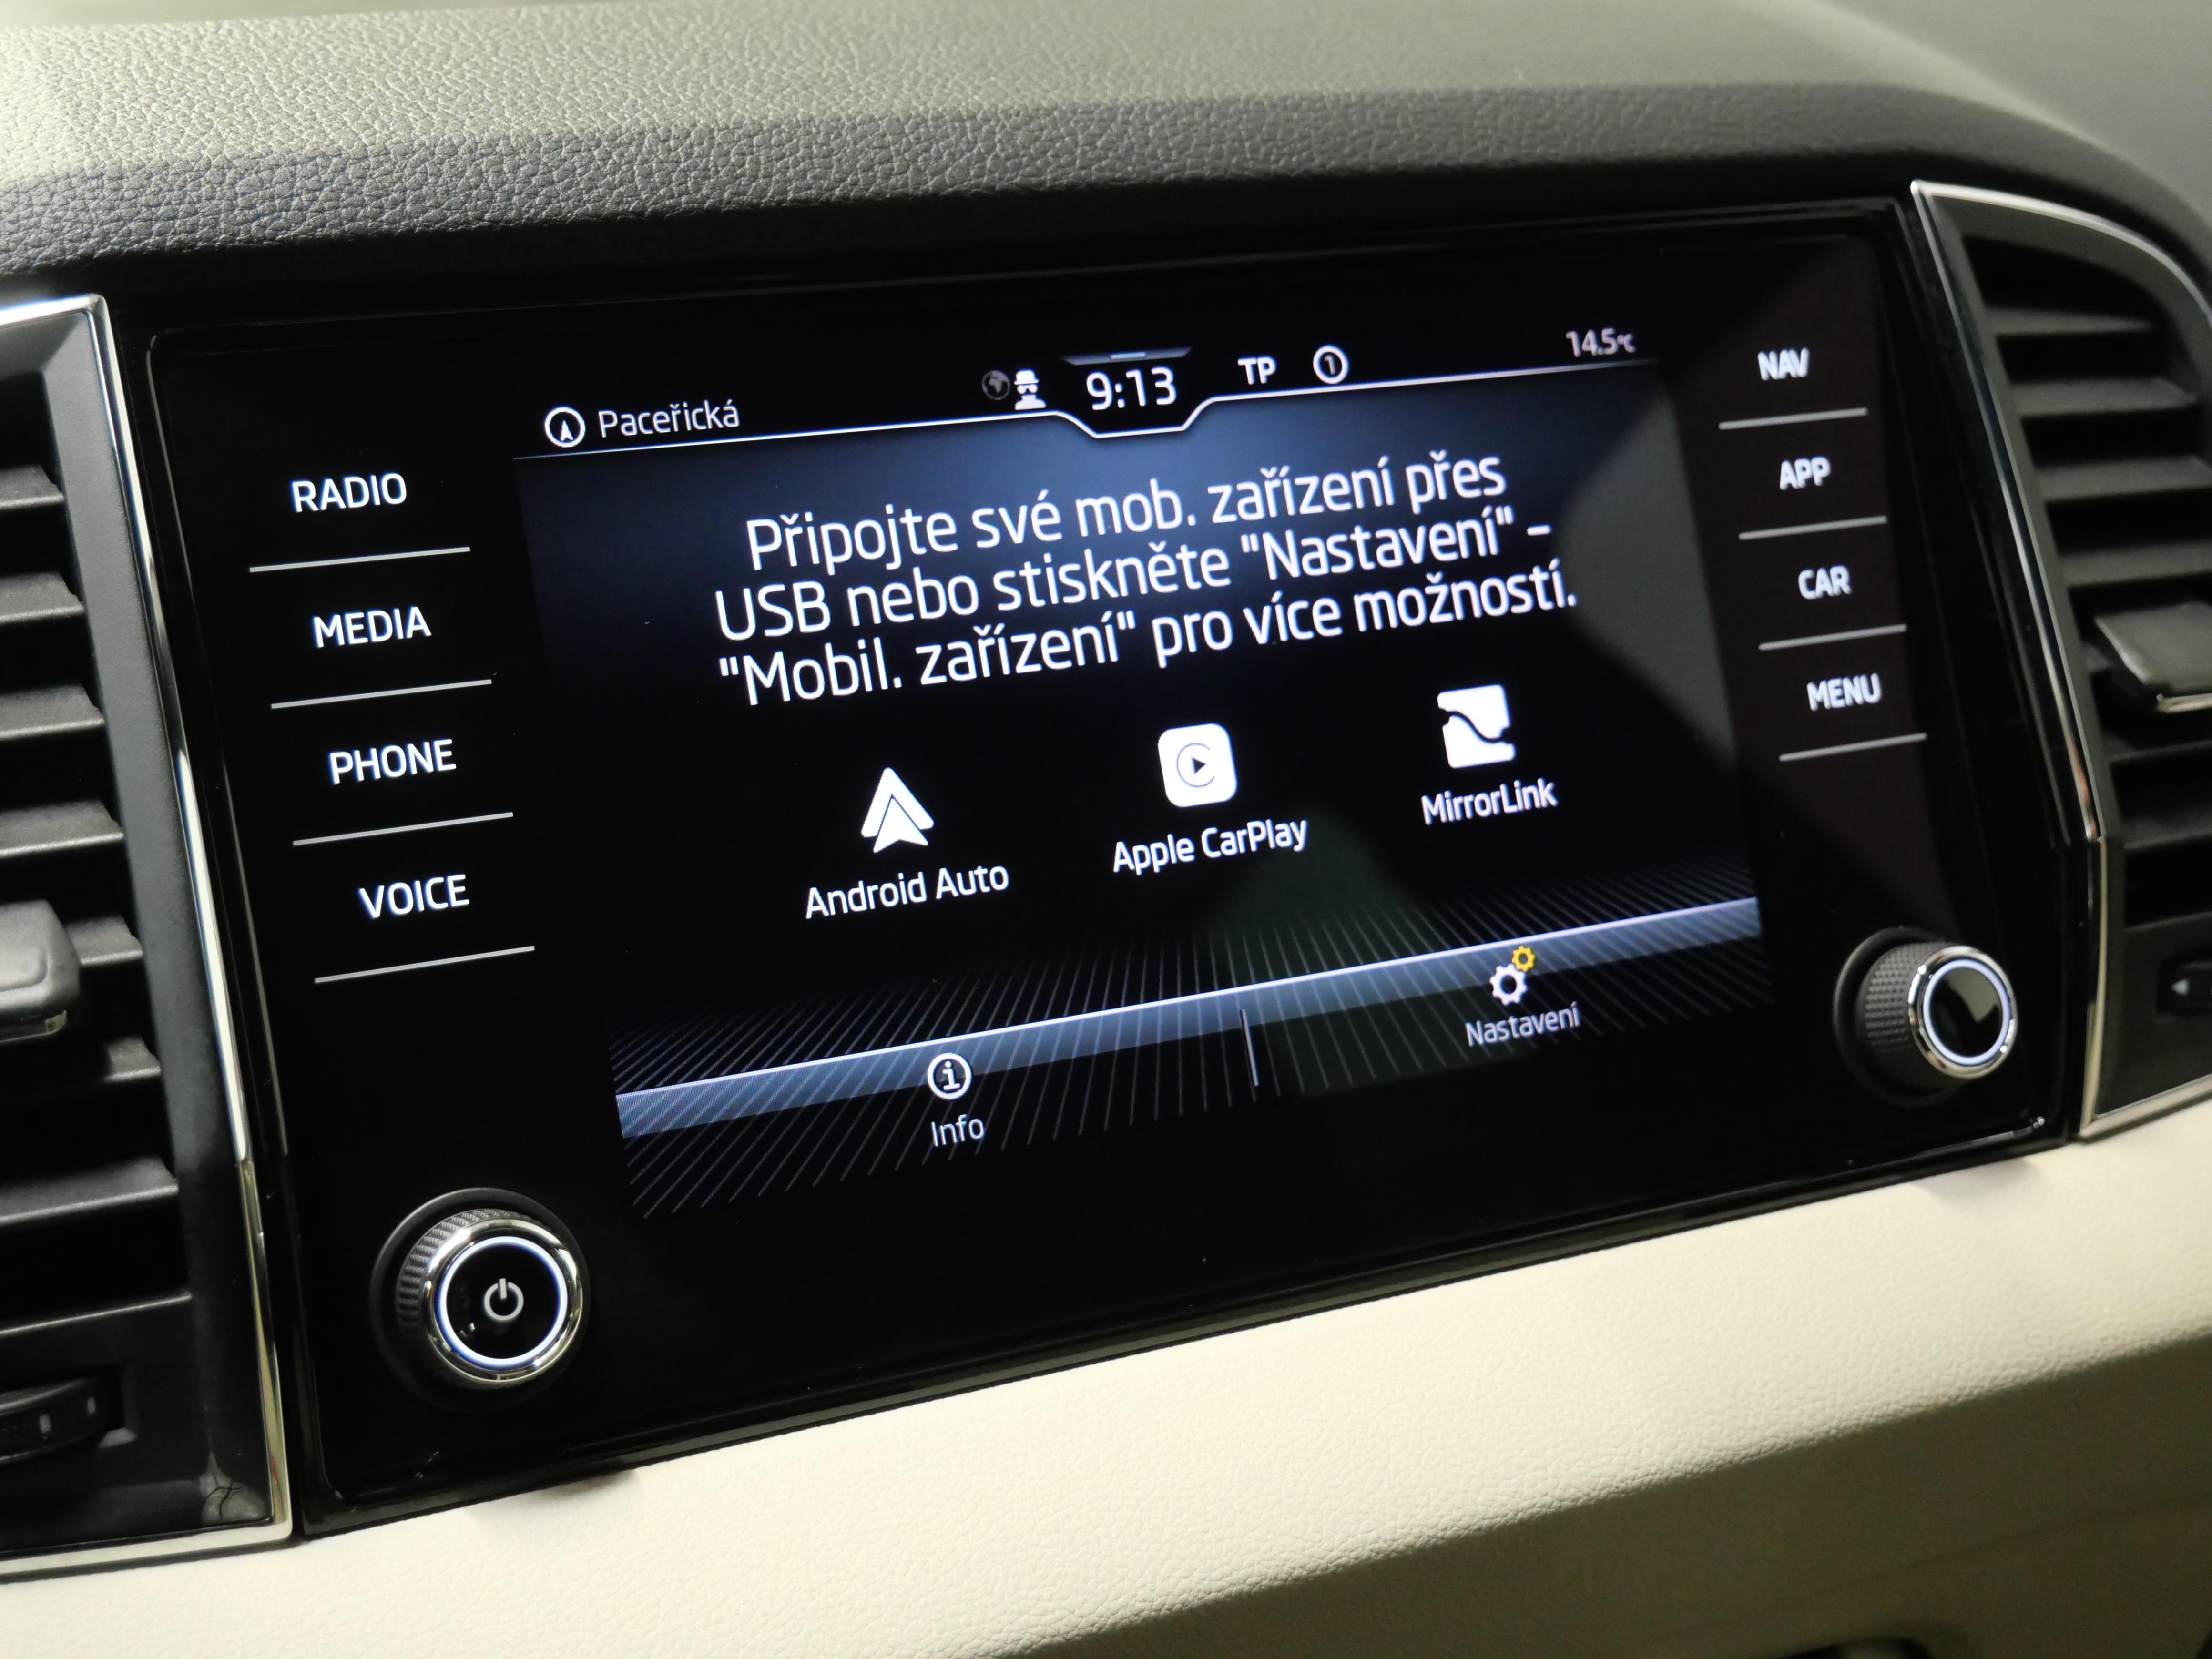 Paceřická
9:13
TP
1
14.5°C
RADIO
MEDIA
PHONE
VOICE
Připojte své mob. zařízení přes
USB nebo stiskněte "Nastavení" -
"Mobil. zařízení" pro více možností.
Android Auto
Apple CarPlay
MirrorLink
Info
Nastavení
NAV
APP
CAR
MENU